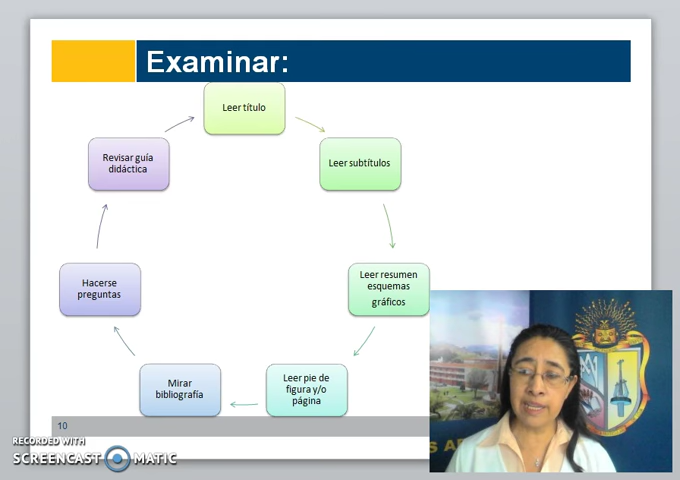 Examinar:
Leer título
Leer subtítulos
Leer resumen
esquemas
gráficos
Leer pie de
figura y/o
página
Mirar
bibliografía
Hacerse
preguntas
Revisar guía
didáctica
10
RECORDED WITH
SCREENCAST MATIC
S A